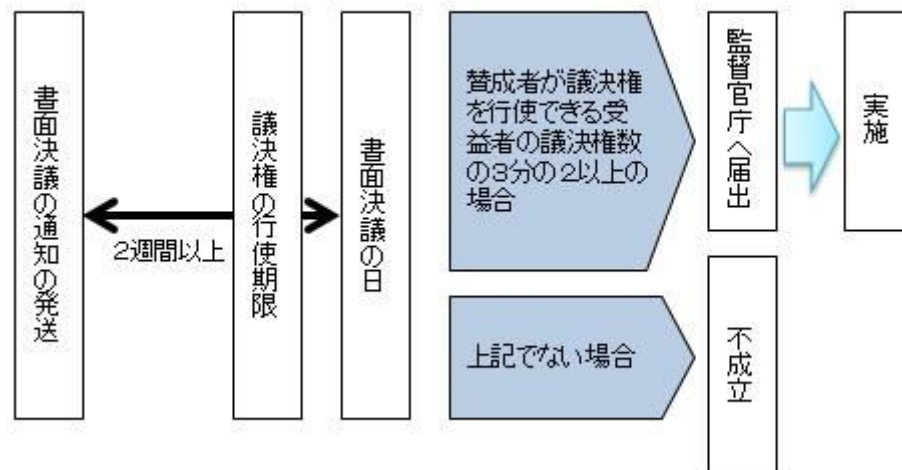 書面決議の通知の発送
2週間以上
議決権の行使期限
書面決議の日
賛成者が議決権
を行使できる受
益者の議決権数
の3分の2以上の
場合
監督官庁へ届出
実施
上記でない場合
不成立